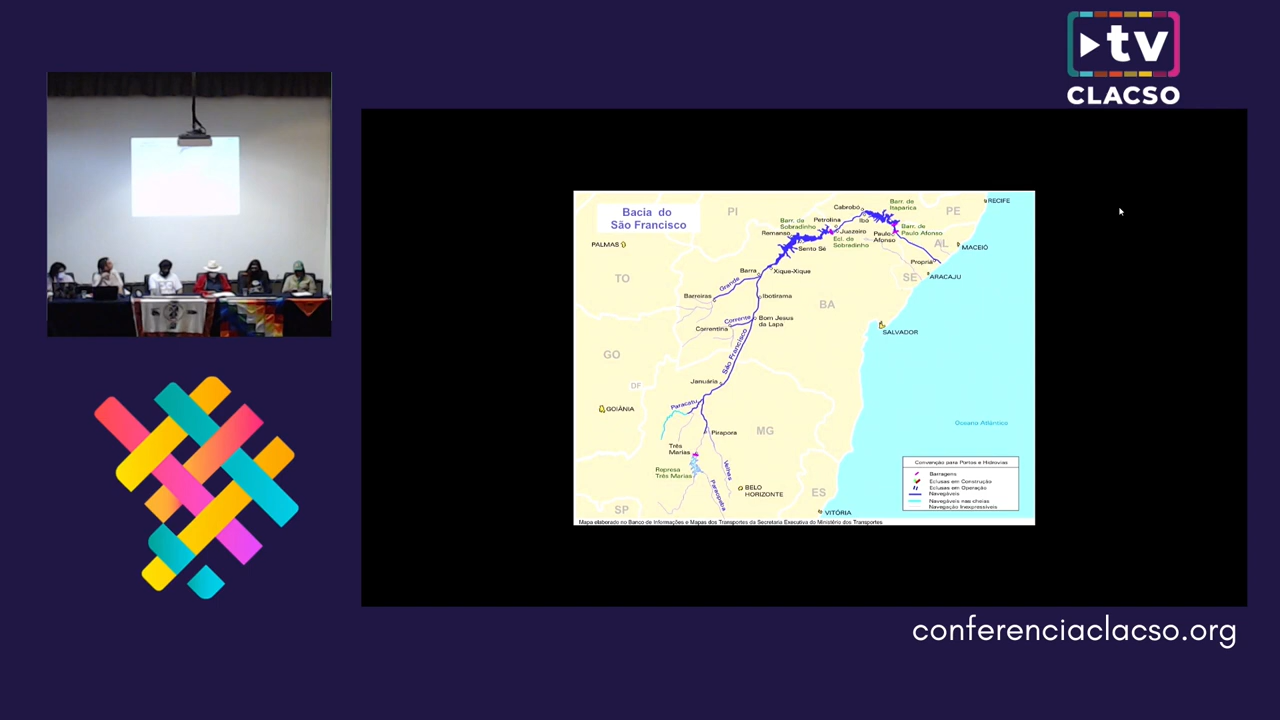 tv
CLACSO
Bacia do
São Francisco
PI
PE
RECIFE
Cabrobó
Barr. de
Itaparica
Ibó
Barr. de
Sobradinho
Petrolina
Remanso
Juazeiro
Ecl. de
Sobradinho
Paulo
Afonso
Barr. de
Paulo Afonso
PALMAS
Sento Sé
AL
MACEIÓ
Propriá
TO
Barra
Xique-Xique
SE
ARACAJU
Grande
Barreiras
Ibotirama
BA
Corrente
Correntina
Bom Jesus
da Lapa
SALVADOR
São Francisco
GO
DF
Januária
GOIÂNIA
Paracatu
Pirapora
MG
Oceano Atlântico
Três
Marias
Represa
Três Marias
Velhas
Paraopeba
BELO
HORIZONTE
ES
SP
VITÓRIA
Convenção para Portos e Hidrovias
Barragens
Eclusas em Construção
Eclusas em Operação
Navegáveis
Navegáveis nas cheias
Navegação Inexpressíveis
Mapa elaborado no Banco de Informações e Mapas dos Transportes da Secretaria Executiva do Ministério dos Transportes
conferenciaclacso.org